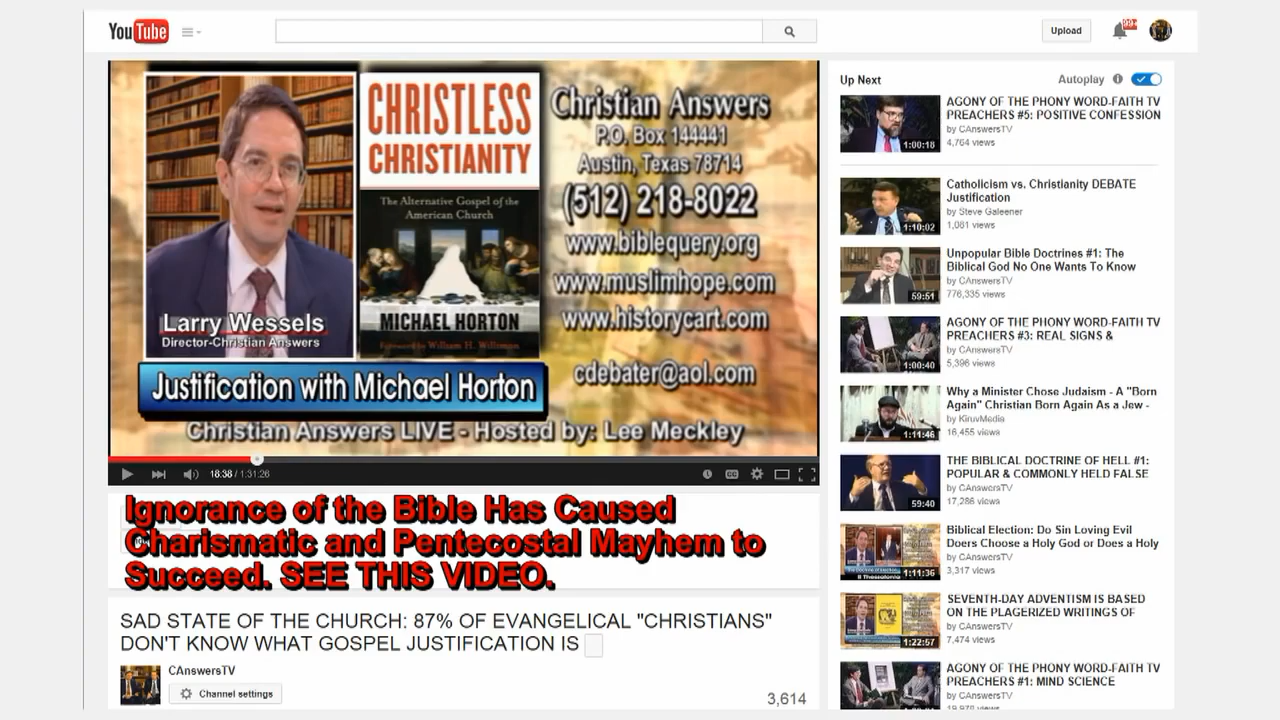 YouTube
Upload
99+
CHRISTLESS
CHRISTIANITY
The Alternative Gospel of the
American Church
MICHAEL HORTON
Foreword by William H. Willimon
Larry Wessels
Director-Christian Answers
Justification with Michael Horton
Christian Answers
P.O. Box 144441
Austin, Texas 78714
(512) 218-8022
www.biblequery.org
www.muslimhope.com
www.historycart.com
cdebater@aol.com
Christian Answers LIVE - Hosted by: Lee Meckley
18:38 / 1:31:26
CC
Ignorance of the Bible Has Caused
Charismatic and Pentecostal Mayhem to
Succeed. SEE THIS VIDEO.
SAD STATE OF THE CHURCH: 87% OF EVANGELICAL "CHRISTIANS"
DON'T KNOW WHAT GOSPEL JUSTIFICATION IS
CAnswersTV
Channel settings
3,614
Up Next
Autoplay
AGONY OF THE PHONY WORD-FAITH TV
PREACHERS #5: POSITIVE CONFESSION
by CAnswersTV
4,764 views
1:00:18
Catholicism vs. Christianity DEBATE
Justification
by Steve Galeener
1,081 views
1:10:02
Unpopular Bible Doctrines #1: The
Biblical God No One Wants To Know
by CAnswersTV
776,335 views
59:51
AGONY OF THE PHONY WORD-FAITH TV
PREACHERS #3: REAL SIGNS &
by CAnswersTV
5,396 views
1:00:40
Why a Minister Chose Judaism - A "Born
Again" Christian Born Again As a Jew -
by KiruvMedia
16,455 views
1:11:46
THE BIBLICAL DOCTRINE OF HELL #1:
POPULAR & COMMONLY HELD FALSE
by CAnswersTV
17,286 views
59:40
Biblical Election: Do Sin Loving Evil
Doers Choose a Holy God or Does a Holy
by CAnswersTV
3,317 views
1:11:36
II Thessalonia
SEVENTH-DAY ADVENTISM IS BASED
ON THE PLAGERIZED WRITINGS OF
by CAnswersTV
7,474 views
1:22:57
AGONY OF THE PHONY WORD-FAITH TV
PREACHERS #1: MIND SCIENCE
by CAnswersTV
views